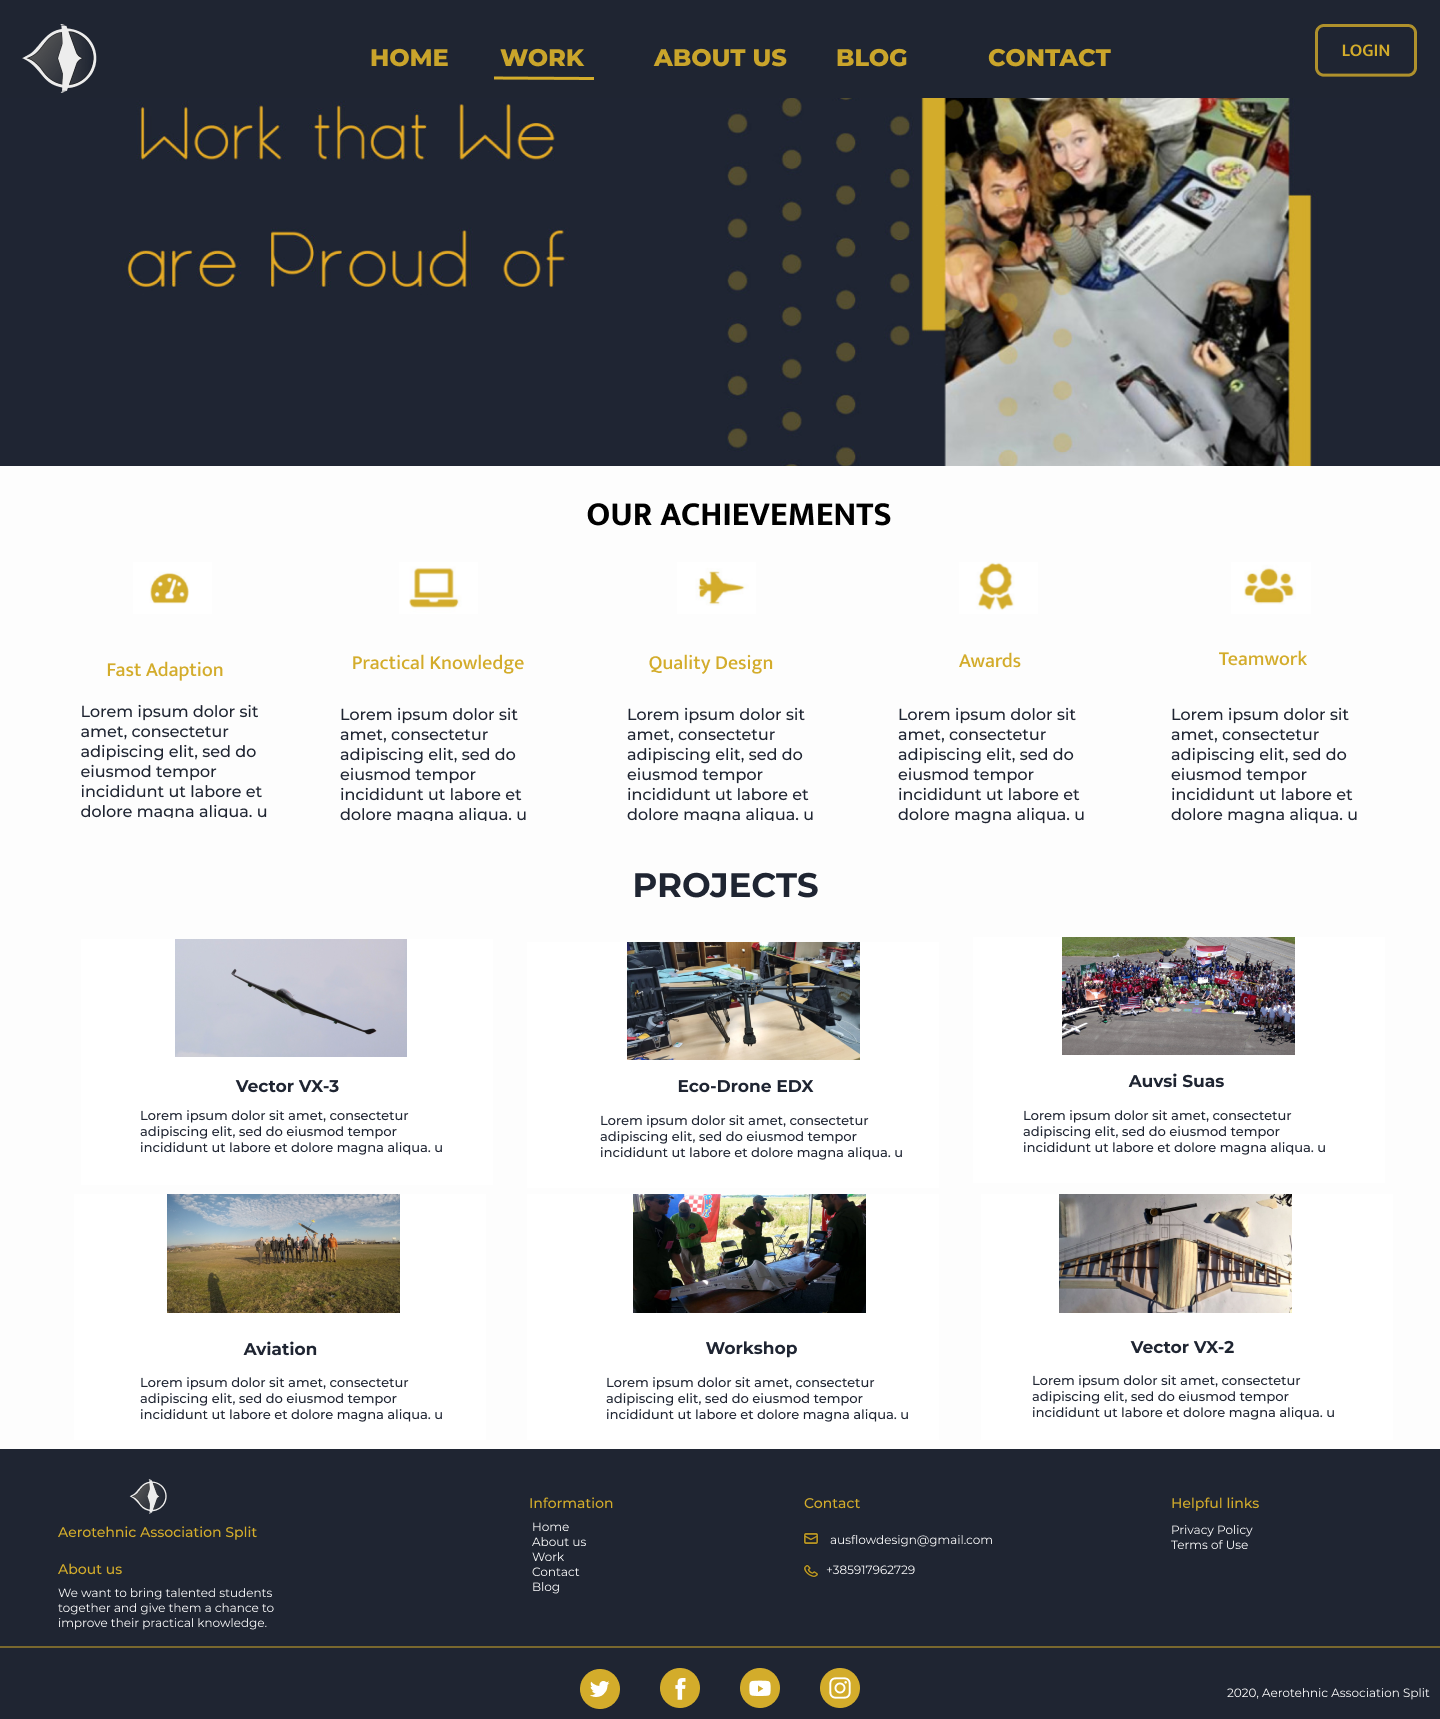 HOME WORK ABOUT US BLOG CONTACT LOGIN
Work that We
are Proud of
OUR ACHIEVEMENTS
Fast Adaption
Lorem ipsum dolor sit
amet, consectetur
adipiscing elit, sed do
eiusmod tempor
incididunt ut labore et
dolore magna aliqua. u
Practical Knowledge
Lorem ipsum dolor sit
amet, consectetur
adipiscing elit, sed do
eiusmod tempor
incididunt ut labore et
dolore magna aliqua. u
Quality Design
Lorem ipsum dolor sit
amet, consectetur
adipiscing elit, sed do
eiusmod tempor
incididunt ut labore et
dolore magna aliqua. u
Awards
Lorem ipsum dolor sit
amet, consectetur
adipiscing elit, sed do
eiusmod tempor
incididunt ut labore et
dolore magna aliqua. u
Teamwork
Lorem ipsum dolor sit
amet, consectetur
adipiscing elit, sed do
eiusmod tempor
incididunt ut labore et
dolore magna aliqua. u
PROJECTS
Vector VX-3
Lorem ipsum dolor sit amet, consectetur
adipiscing elit, sed do eiusmod tempor
incididunt ut labore et dolore magna aliqua. u
Eco-Drone EDX
Lorem ipsum dolor sit amet, consectetur
adipiscing elit, sed do eiusmod tempor
incididunt ut labore et dolore magna aliqua. u
Auvsi Suas
Lorem ipsum dolor sit amet, consectetur
adipiscing elit, sed do eiusmod tempor
incididunt ut labore et dolore magna aliqua. u
Aviation
Lorem ipsum dolor sit amet, consectetur
adipiscing elit, sed do eiusmod tempor
incididunt ut labore et dolore magna aliqua. u
Workshop
Lorem ipsum dolor sit amet, consectetur
adipiscing elit, sed do eiusmod tempor
incididunt ut labore et dolore magna aliqua. u
Vector VX-2
Lorem ipsum dolor sit amet, consectetur
adipiscing elit, sed do eiusmod tempor
incididunt ut labore et dolore magna aliqua. u
Aerotehnic Association Split
About us
We want to bring talented students
together and give them a chance to
improve their practical knowledge.
Information
Home
About us
Work
Contact
Blog
Contact
ausflowdesign@gmail.com
+385917962729
Helpful links
Privacy Policy
Terms of Use
2020, Aerotehnic Association Split